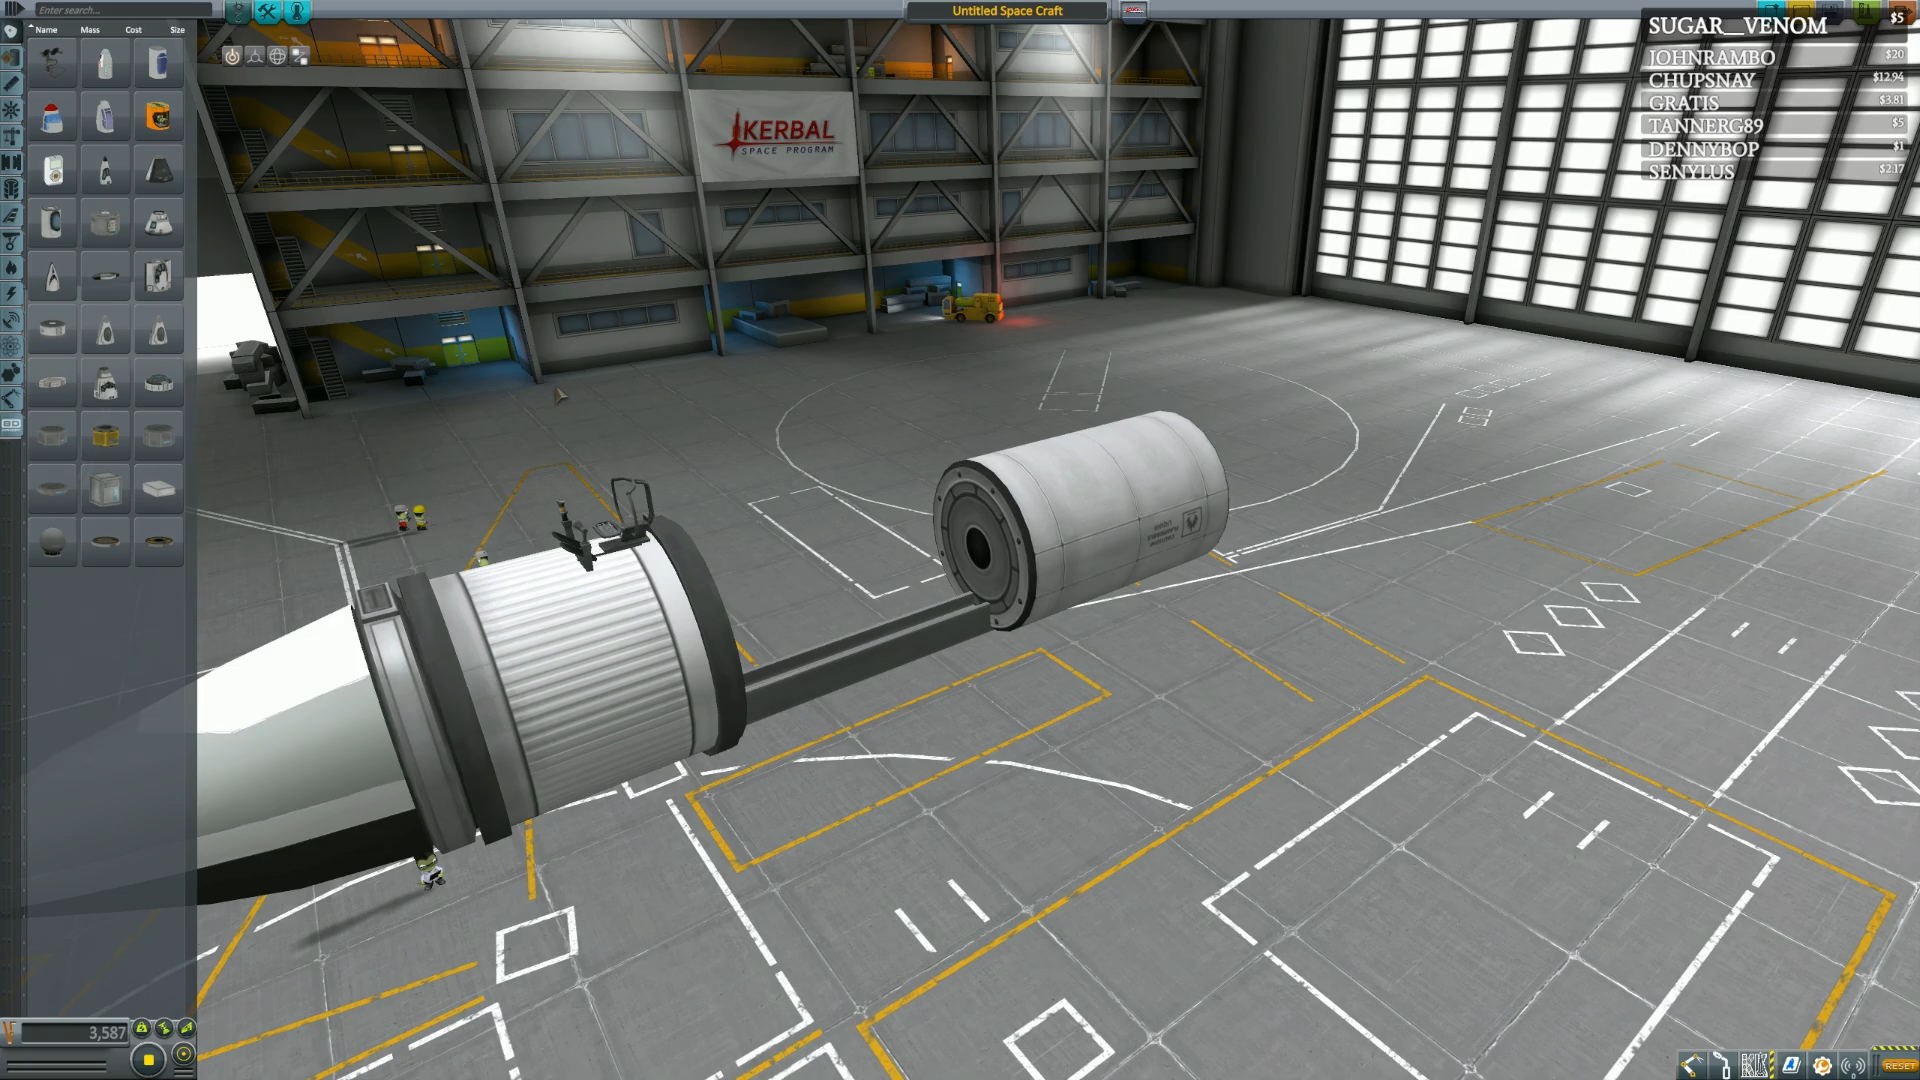 Enter search...
Untitled Space Craft
Name Mass Cost Size
$5
SUGAR__VENOM
JOHNRAMBO $20
CHUPSNAY $12.94
GRATIS $3.81
TANNERG89 $5
DENNYBOP $1
SENYLUS $2.17
KERBAL
SPACE PROGRAM
3,587
RESET